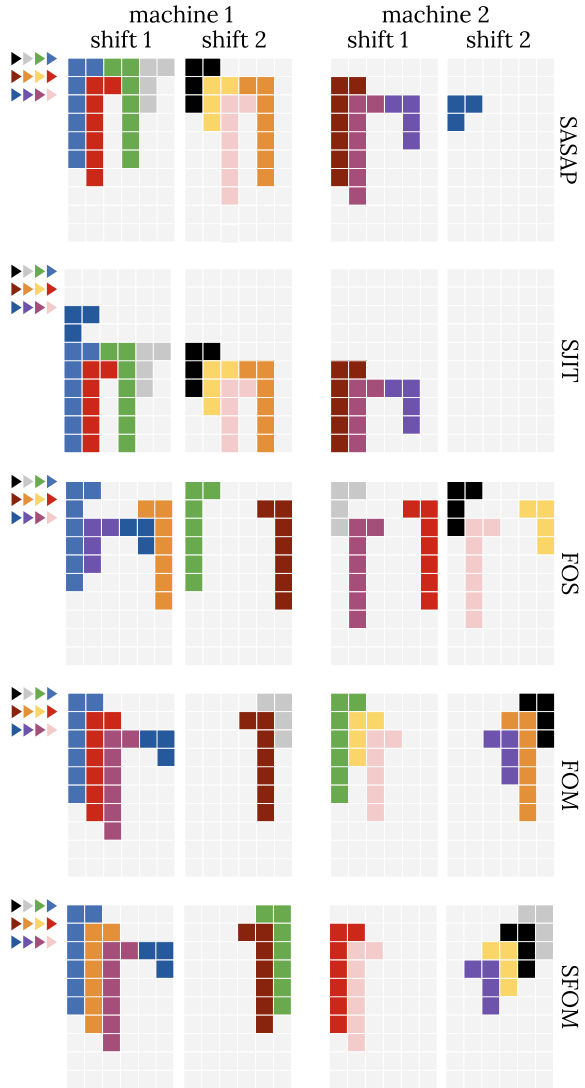 machine 1 machine 2
shift 1 shift 2 shift 1 shift 2
SASAP
SJIT
FOS
FOM
SFOM